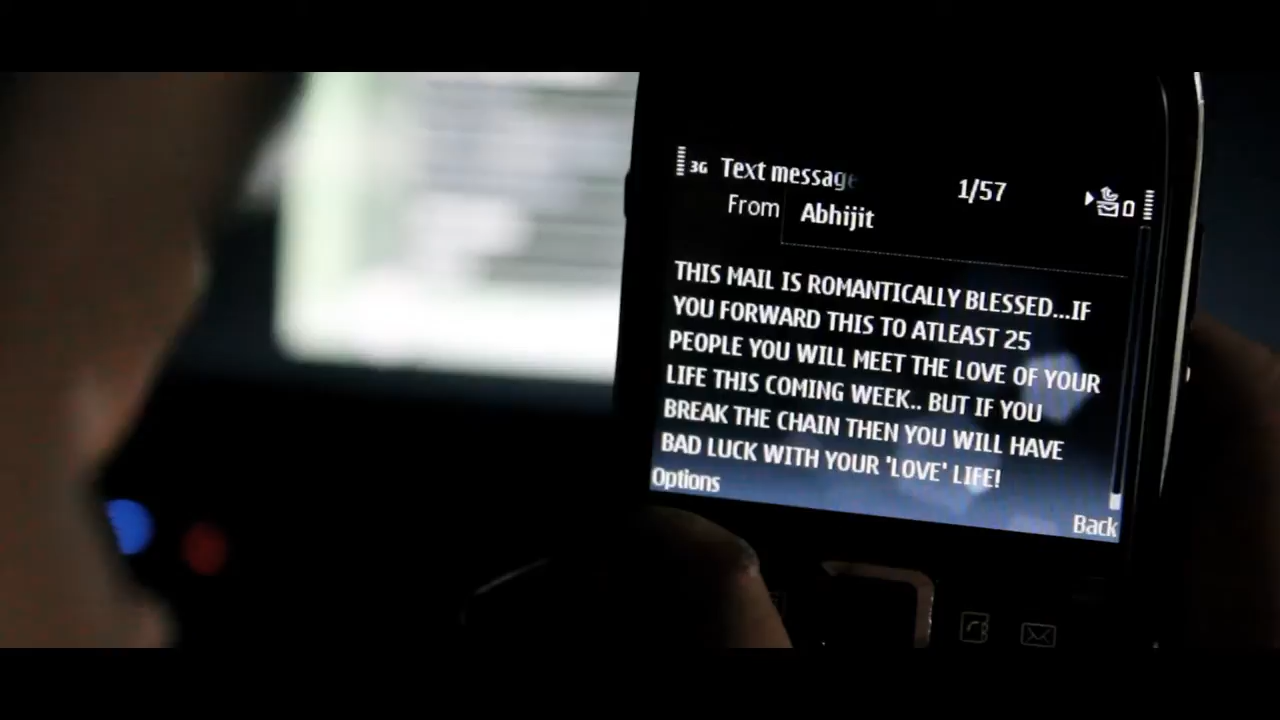 3G Text message 1/57
From Abhijit
THIS MAIL IS ROMANTICALLY BLESSED...IF
YOU FORWARD THIS TO ATLEAST 25
PEOPLE YOU WILL MEET THE LOVE OF YOUR
LIFE THIS COMING WEEK.. BUT IF YOU
BREAK THE CHAIN THEN YOU WILL HAVE
BAD LUCK WITH YOUR 'LOVE' LIFE!
Options
Back